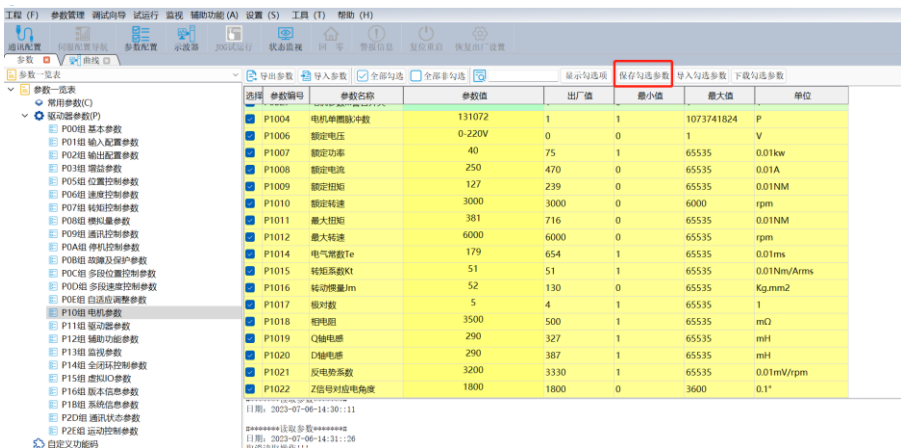 工程 (F) 参数管理 调试向导 试运行 监视 辅助功能 (A) 设置 (S) 工具 (T) 帮助 (H)
通讯配置 伺服配置导航 参数配置 示波器 JOG试运行 状态监视 回 零 警报信息 复位重启 恢复出厂设置
参数 曲线
参数一览表 导出参数 导入参数 全部勾选 全部非勾选 显示勾选项 保存勾选参数 导入勾选参数 下载勾选参数
参数一览表
常用参数(C)
驱动器参数(P)
P00组 基本参数
P01组 输入配置参数
P02组 输出配置参数
P03组 增益参数
P05组 位置控制参数
P06组 速度控制参数
P07组 转矩控制参数
P08组 模拟量参数
P09组 通讯控制参数
P0A组 停机控制参数
P0B组 故障及保护参数
P0C组 多段位置控制参数
P0D组 多段速度控制参数
P0E组 自适应调整参数
P10组 电机参数
P11组 驱动器参数
P12组 辅助功能参数
P13组 监视参数
P14组 全闭环控制参数
P15组 虚拟IO参数
P16组 版本信息参数
P1B组 系统信息参数
P2D组 通讯状态参数
P2E组 运动控制参数
自定义功能码
选择 参数编号 参数名称 参数值 出厂值 最小值 最大值 单位
P1004 电机单圈脉冲数 131072 1 1 1073741824 P
P1006 额定电压 0-220V 0 0 1 V
P1007 额定功率 40 75 1 65535 0.01kw
P1008 额定电流 250 470 0 65535 0.01A
P1009 额定扭矩 127 239 0 65535 0.01NM
P1010 额定转速 3000 3000 0 6000 rpm
P1011 最大扭矩 381 716 0 65535 0.01NM
P1012 最大转速 6000 6000 0 65535 rpm
P1014 电气常数Te 179 654 1 65535 0.01ms
P1015 转矩系数Kt 51 51 1 65535 0.01Nm/Arms
P1016 转动惯量Jm 52 130 0 65535 Kg.mm2
P1017 极对数 5 4 1 65535 1
P1018 相电阻 3500 500 1 65535 mΩ
P1019 Q轴电感 290 327 1 65535 mH
P1020 D轴电感 290 387 1 65535 mH
P1021 反电势系数 3200 3330 1 65535 0.01mV/rpm
P1022 Z信号对应电角度 1800 1800 0 3600 0.1°
日期: 2023-07-06-14:30::11
#*******读取参数*******#
日期: 2023-07-06-14:31::26